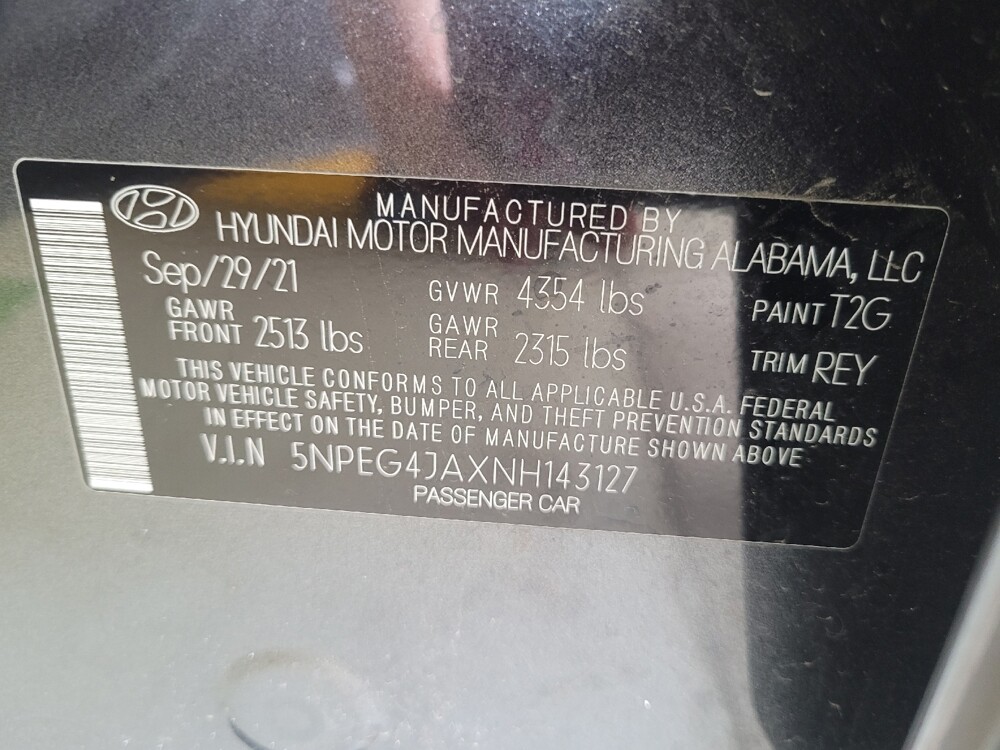 MANUFACTURED BY
HYUNDAI MOTOR MANUFACTURING ALABAMA, LLC
Sep/29/21
GVWR 4354 lbs
PAINT T2G
GAWR FRONT 2513 lbs
GAWR REAR 2315 lbs
TRIM REY
THIS VEHICLE CONFORMS TO ALL APPLICABLE U.S.A. FEDERAL
MOTOR VEHICLE SAFETY, BUMPER, AND THEFT PREVENTION STANDARDS
IN EFFECT ON THE DATE OF MANUFACTURE SHOWN ABOVE
V.I.N 5NPEG4JAXNH143127
PASSENGER CAR